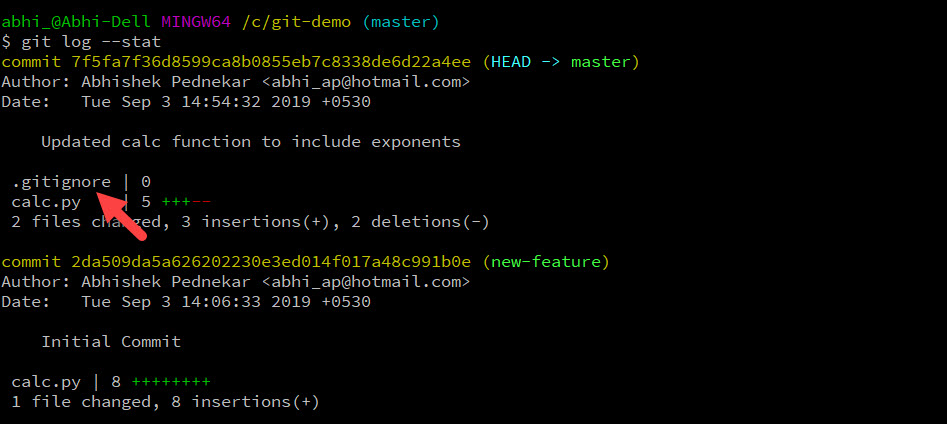 abhi_@Abhi-Dell MINGW64 /c/git-demo (master)
$ git log --stat
commit 7f5fa7f36d8599ca8b0855eb7c8338de6d22a4ee (HEAD -> master)
Author: Abhishek Pednekar <abhi_ap@hotmail.com>
Date:   Tue Sep 3 14:54:32 2019 +0530
Updated calc function to include exponents
.gitignore | 0
calc.py    | 5 +++--
2 files changed, 3 insertions(+), 2 deletions(-)
commit 2da509da5a626202230e3ed014f017a48c991b0e (new-feature)
Author: Abhishek Pednekar <abhi_ap@hotmail.com>
Date:   Tue Sep 3 14:06:33 2019 +0530
Initial Commit
calc.py | 8 ++++++++
1 file changed, 8 insertions(+)